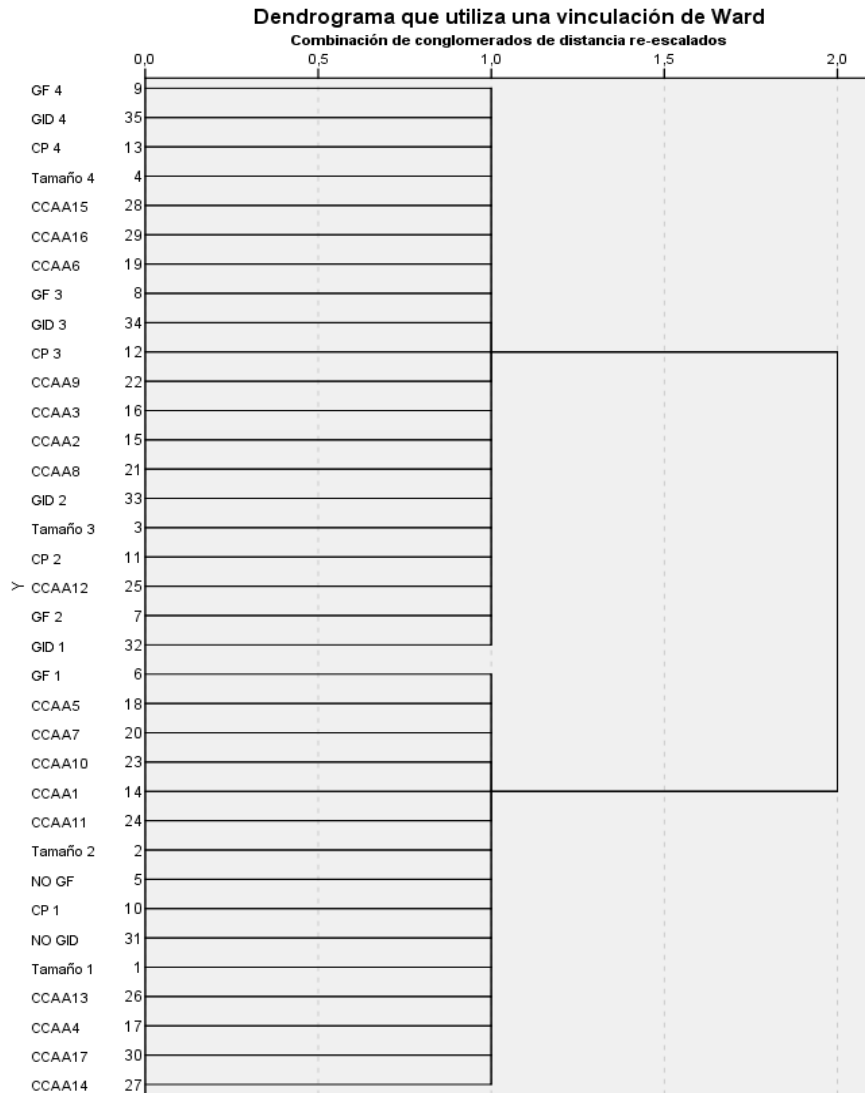 Dendrograma que utiliza una vinculación de Ward
Combinación de conglomerados de distancia re-escalados
0,0 0,5 1,0 1,5 2,0
GF 4 9
GID 4 35
CP 4 13
Tamaño 4 4
CCAA15 28
CCAA16 29
CCAA6 19
GF 3 8
GID 3 34
CP 3 12
CCAA9 22
CCAA3 16
CCAA2 15
CCAA8 21
GID 2 33
Tamaño 3 3
CP 2 11
Y CCAA12 25
GF 2 7
GID 1 32
GF 1 6
CCAA5 18
CCAA7 20
CCAA10 23
CCAA1 14
CCAA11 24
Tamaño 2 2
NO GF 5
CP 1 10
NO GID 31
Tamaño 1 1
CCAA13 26
CCAA4 17
CCAA17 30
CCAA14 27